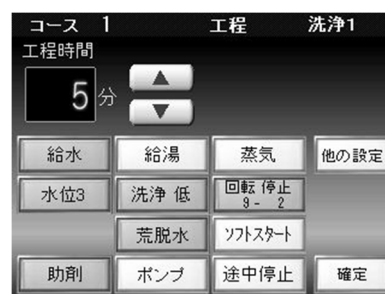 コース 1 工程 洗浄1
工程時間
5 分
給水 給湯 蒸気 他の設定
水位3 洗浄 低 回転 停止
9- 2
荒脱水 ソフトスタート
助剤 ポンプ 途中停止 確定